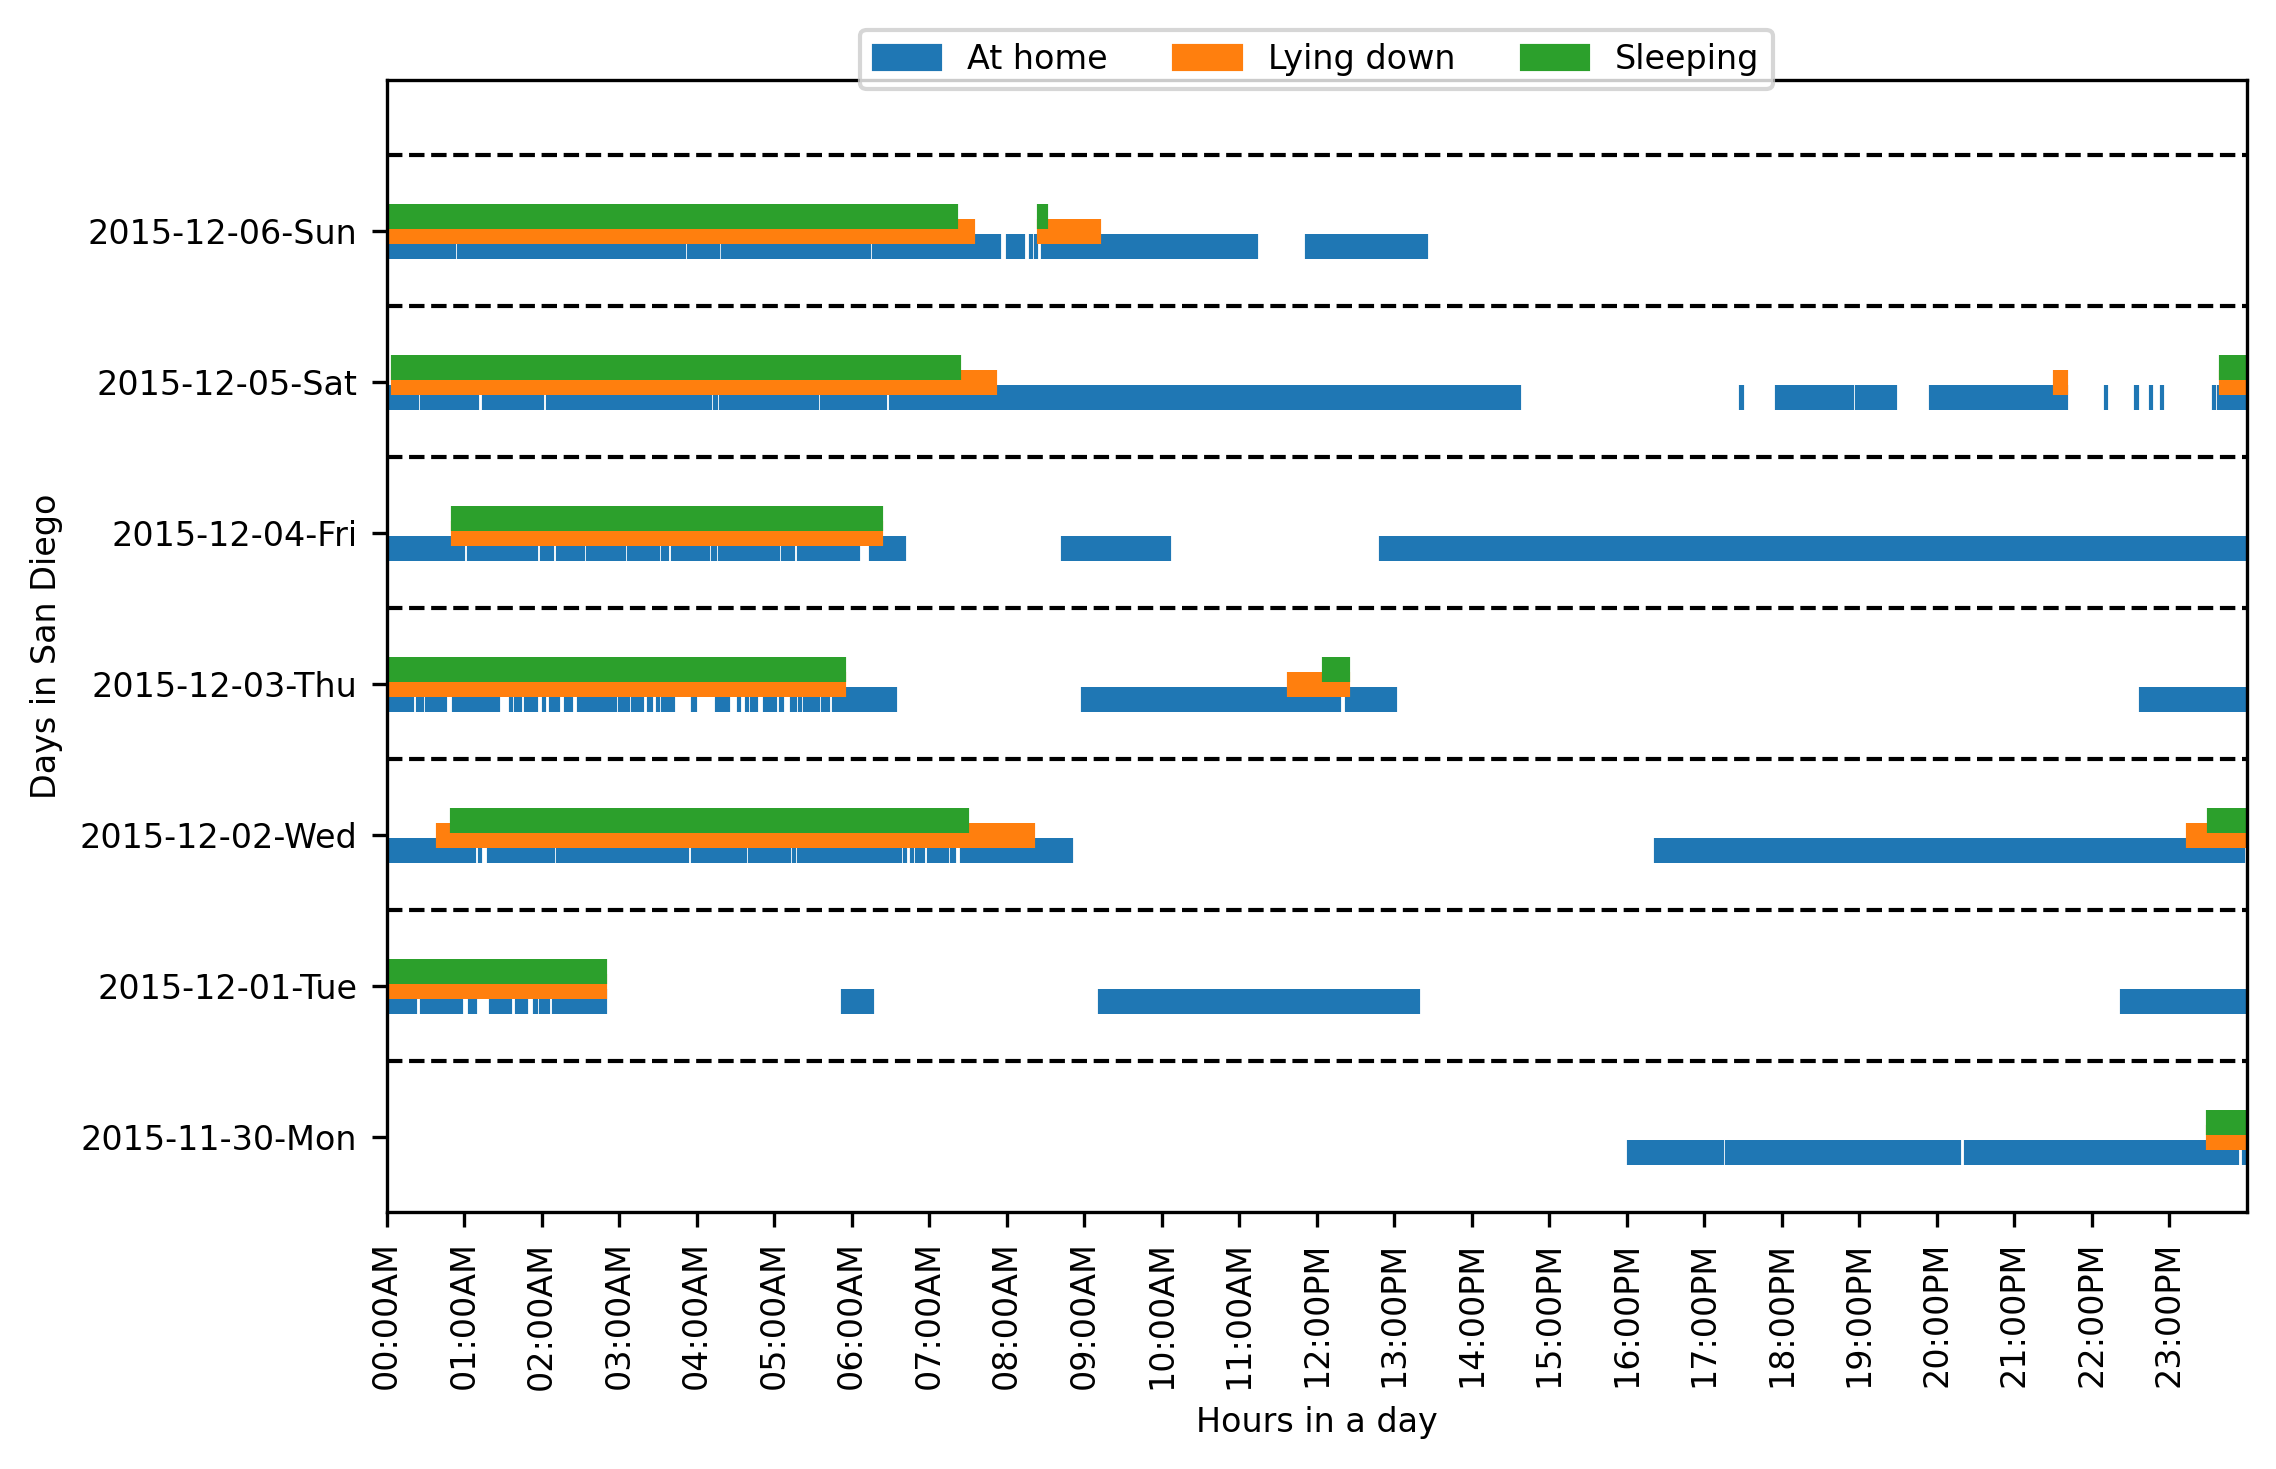 At home Lying down Sleeping
2015-12-06-Sun
2015-12-05-Sat
2015-12-04-Fri
2015-12-03-Thu
2015-12-02-Wed
2015-12-01-Tue
2015-11-30-Mon
Days in San Diego
00:00AM
01:00AM
02:00AM
03:00AM
04:00AM
05:00AM
06:00AM
07:00AM
08:00AM
09:00AM
10:00AM
11:00AM
12:00PM
13:00PM
14:00PM
15:00PM
16:00PM
17:00PM
18:00PM
19:00PM
20:00PM
21:00PM
22:00PM
23:00PM
Hours in a day